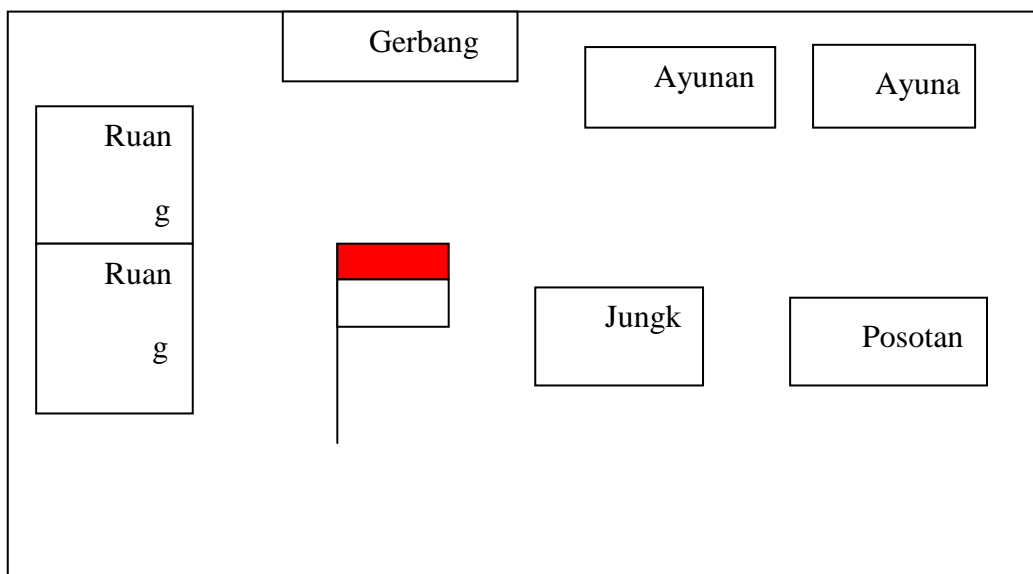 Gerbang
Ayunan
Ayuna
Ruan
g
Ruan
g
Jungk
Posotan